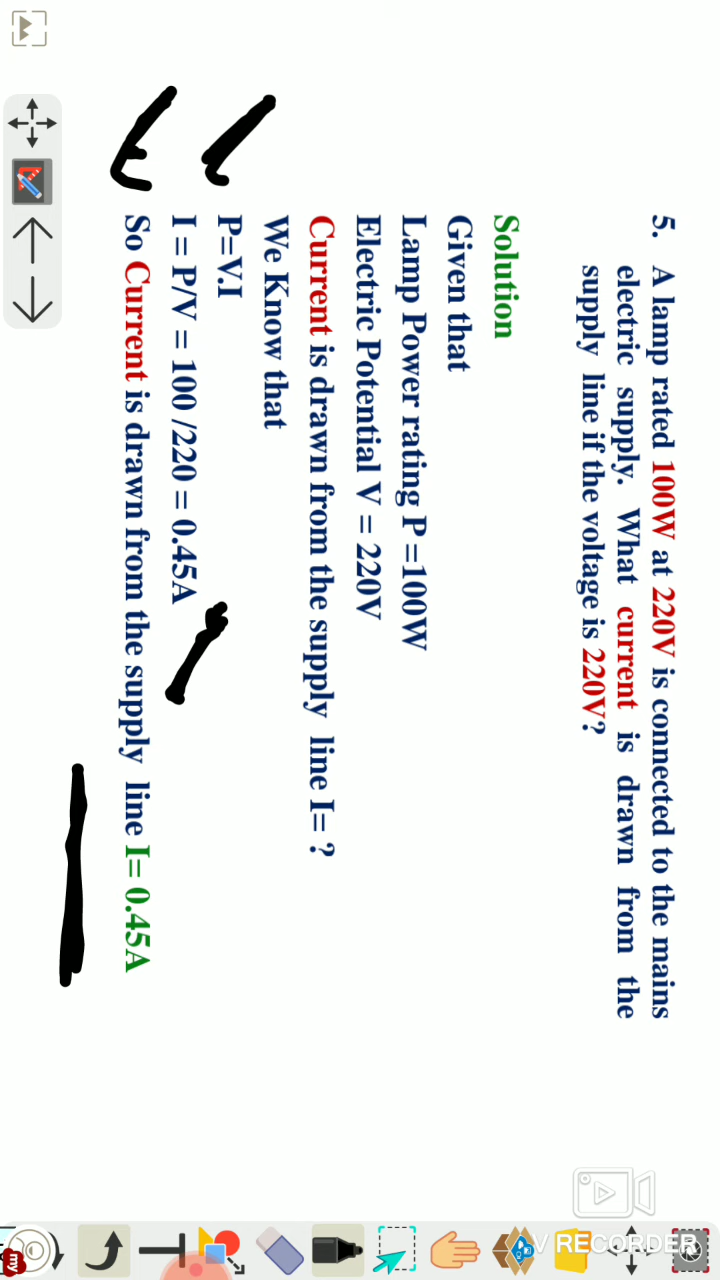 5. A lamp rated 100W at 220V is connected to the mains
electric supply. What current is drawn from the
supply line if the voltage is 220V?
Solution
Given that
Lamp Power rating P =100W
Electric Potential V = 220V
Current is drawn from the supply line I= ?
We Know that
P=V.I
I = P/V = 100 /220 = 0.45A
So Current is drawn from the supply line I= 0.45A
V RECORDER
my